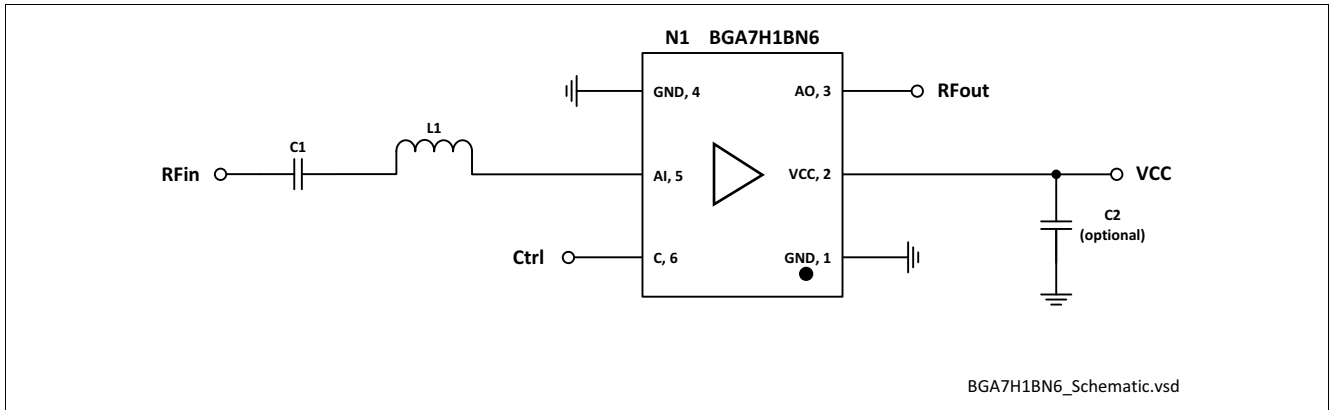 N1 BGA7H1BN6
GND, 4
AO, 3
RFout
C1
L1
RFin
AI, 5
VCC, 2
VCC
C2
(optional)
Ctrl
C, 6
GND, 1
BGA7H1BN6_Schematic.vsd